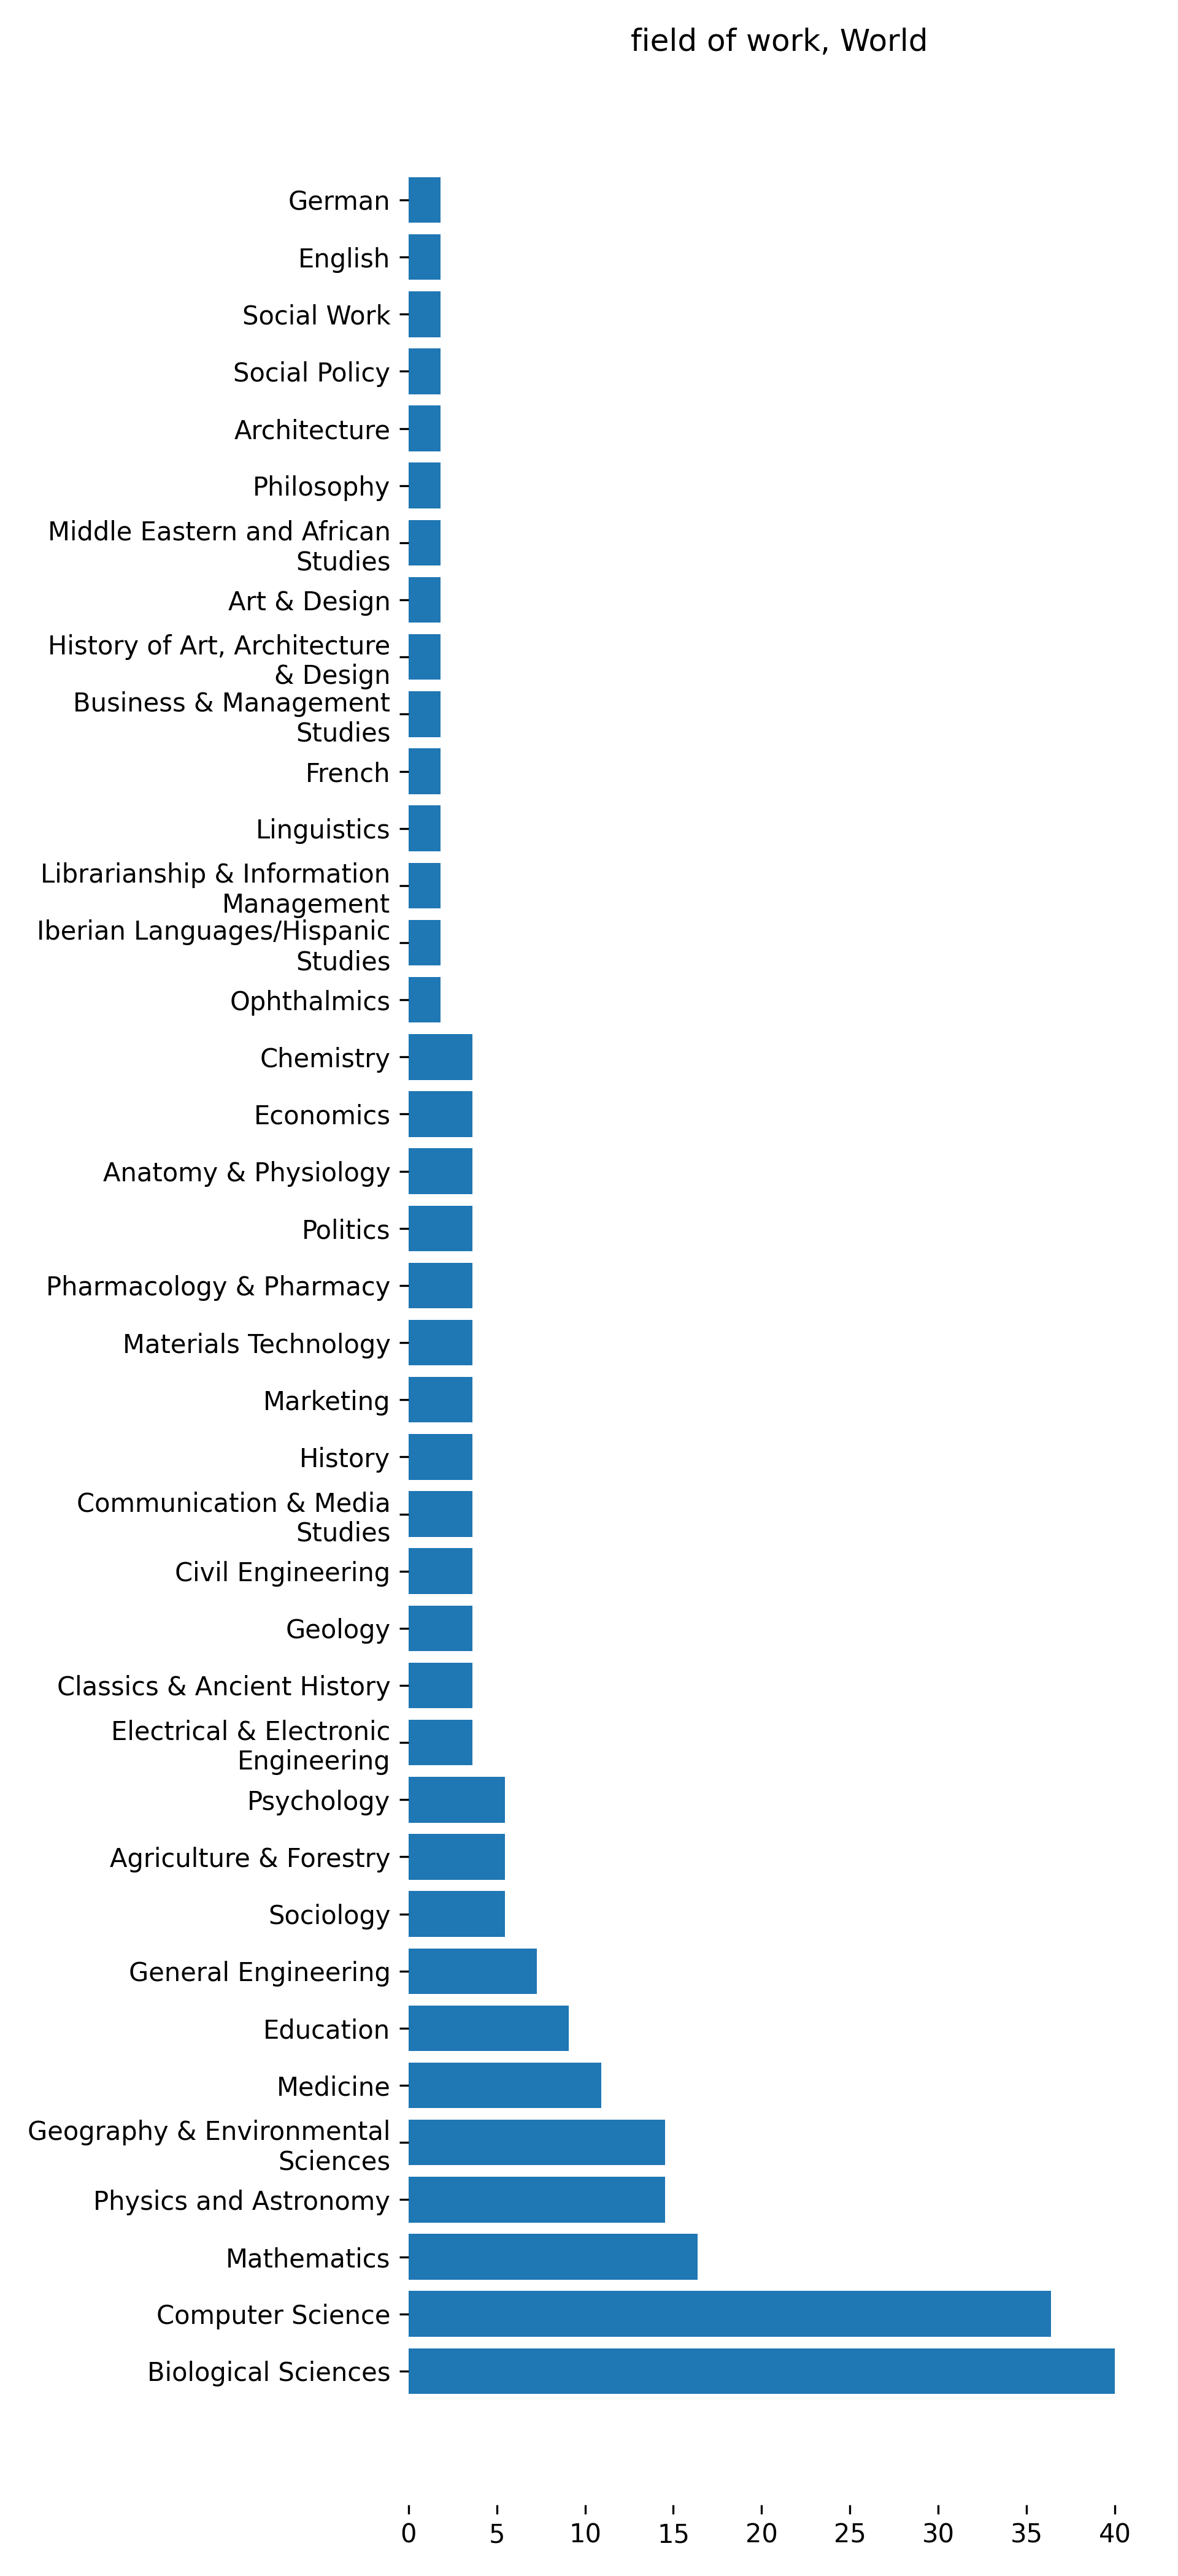 field of work, World
German
English
Social Work
Social Policy
Architecture
Philosophy
Middle Eastern and African
Studies
Art & Design
History of Art, Architecture
& Design
Business & Management
Studies
French
Linguistics
Librarianship & Information
Management
Iberian Languages/Hispanic
Studies
Ophthalmics
Chemistry
Economics
Anatomy & Physiology
Politics
Pharmacology & Pharmacy
Materials Technology
Marketing
History
Communication & Media
Studies
Civil Engineering
Geology
Classics & Ancient History
Electrical & Electronic
Engineering
Psychology
Agriculture & Forestry
Sociology
General Engineering
Education
Medicine
Geography & Environmental
Sciences
Physics and Astronomy
Mathematics
Computer Science
Biological Sciences
0 5 10 15 20 25 30 35 40